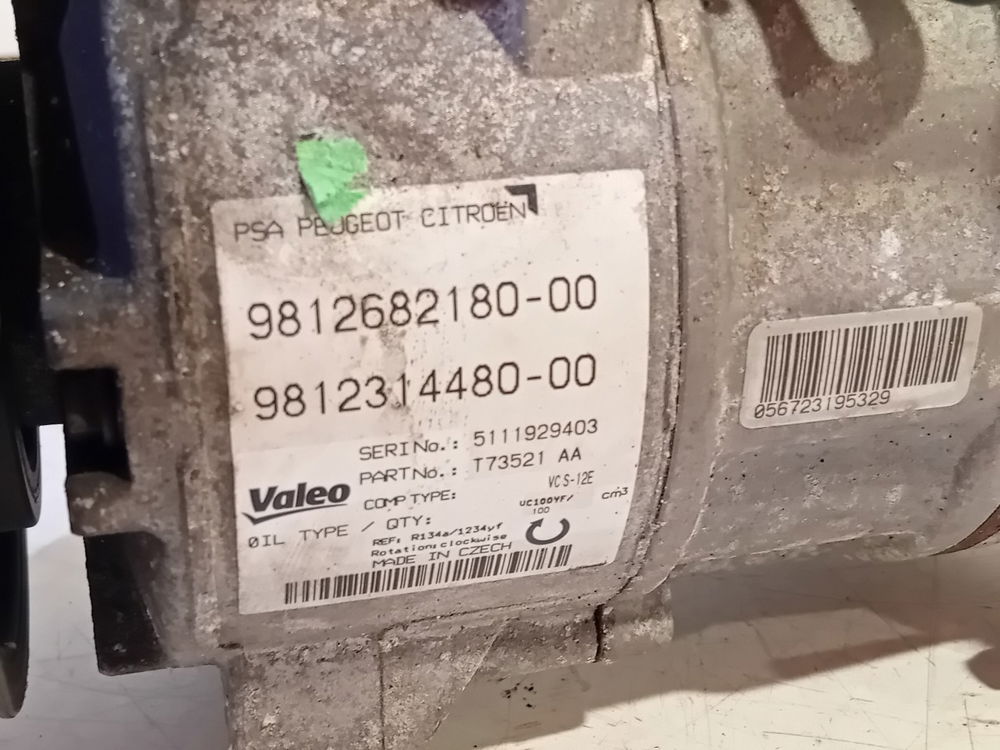 PSA PEUGEOT CITROËN
9812682180-00
9812314480-00
SERI No.: 5111929403
PART No.: T73521 AA
Valeo
COMP TYPE: VCS-12E cm3
OIL TYPE / QTY: VC100YF/ 100
REF: R134a/1234yf
Rotation: clockwise
MADE IN CZECH
056723195329